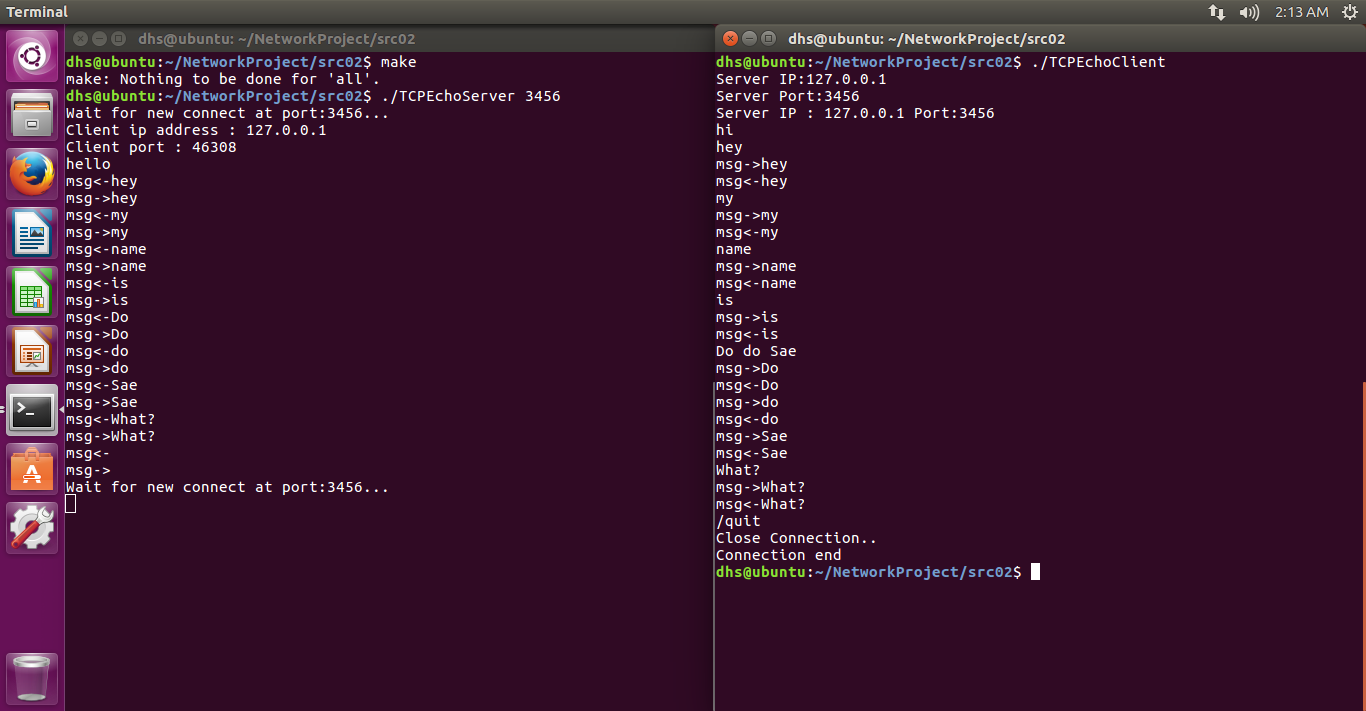 Terminal
2:13 AM
dhs@ubuntu: ~/NetworkProject/src02
dhs@ubuntu:~/NetworkProject/src02$ make
make: Nothing to be done for 'all'.
dhs@ubuntu:~/NetworkProject/src02$ ./TCPEchoServer 3456
Wait for new connect at port:3456...
Client ip address : 127.0.0.1
Client port : 46308
hello
msg<-hey
msg->hey
msg<-my
msg->my
msg<-name
msg->name
msg<-is
msg->is
msg<-Do
msg->Do
msg<-do
msg->do
msg<-Sae
msg->Sae
msg<-What?
msg->What?
msg<-
msg->
Wait for new connect at port:3456...
dhs@ubuntu: ~/NetworkProject/src02
dhs@ubuntu:~/NetworkProject/src02$ ./TCPEchoClient
Server IP:127.0.0.1
Server Port:3456
Server IP : 127.0.0.1 Port:3456
hi
hey
msg->hey
msg<-hey
my
msg->my
msg<-my
name
msg->name
msg<-name
is
msg->is
msg<-is
Do do Sae
msg->Do
msg<-Do
msg->do
msg<-do
msg->Sae
msg<-Sae
What?
msg->What?
msg<-What?
/quit
Close Connection..
Connection end
dhs@ubuntu:~/NetworkProject/src02$